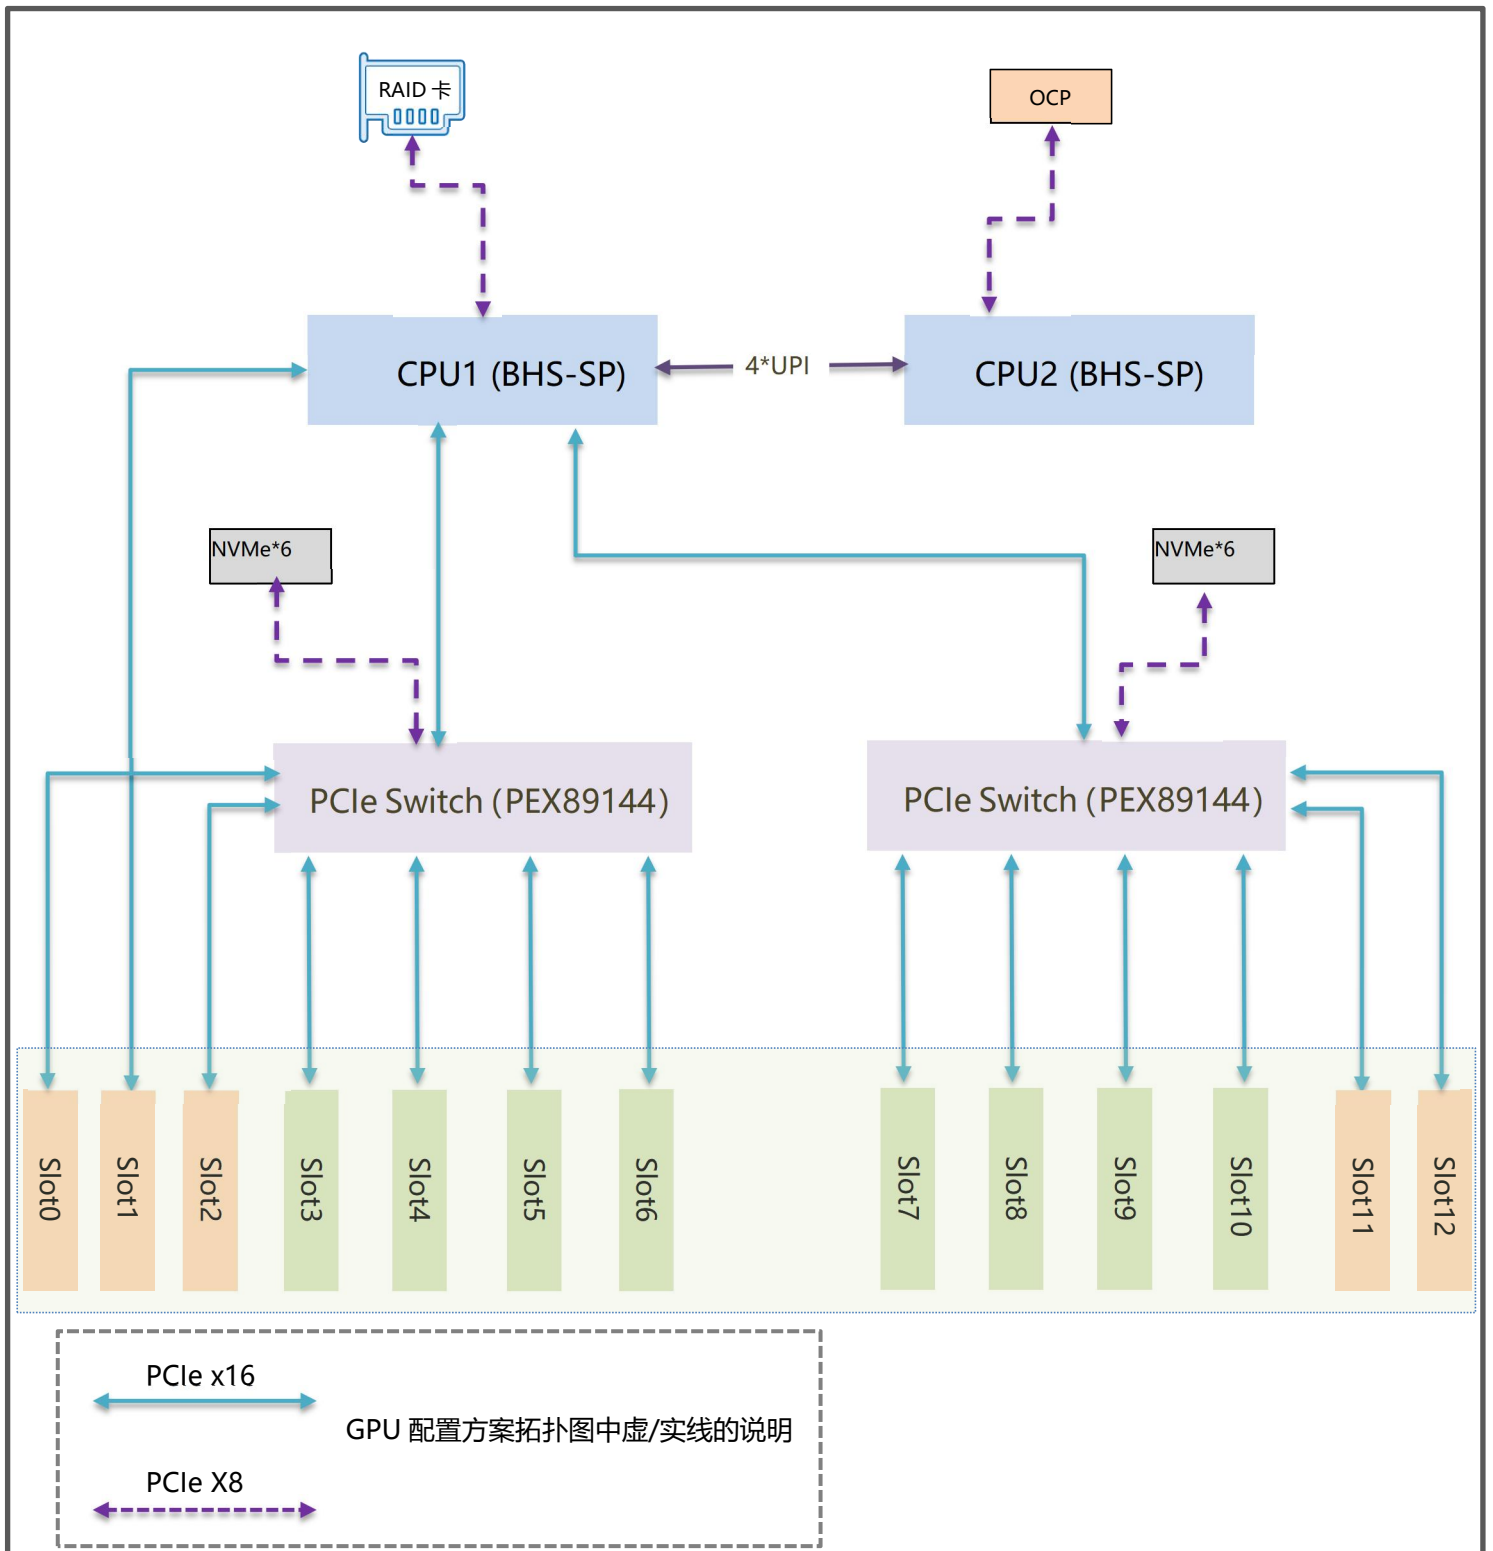 RAID 卡
OCP
CPU1 (BHS-SP)
4*UPI
CPU2 (BHS-SP)
NVMe*6
NVMe*6
PCIe Switch（PEX89144）
PCIe Switch（PEX89144）
Slot0
Slot1
Slot2
Slot3
Slot4
Slot5
Slot6
Slot7
Slot8
Slot9
Slot10
Slot11
Slot12
PCIe x16
GPU 配置方案拓扑图中虚/实线的说明
PCIe X8